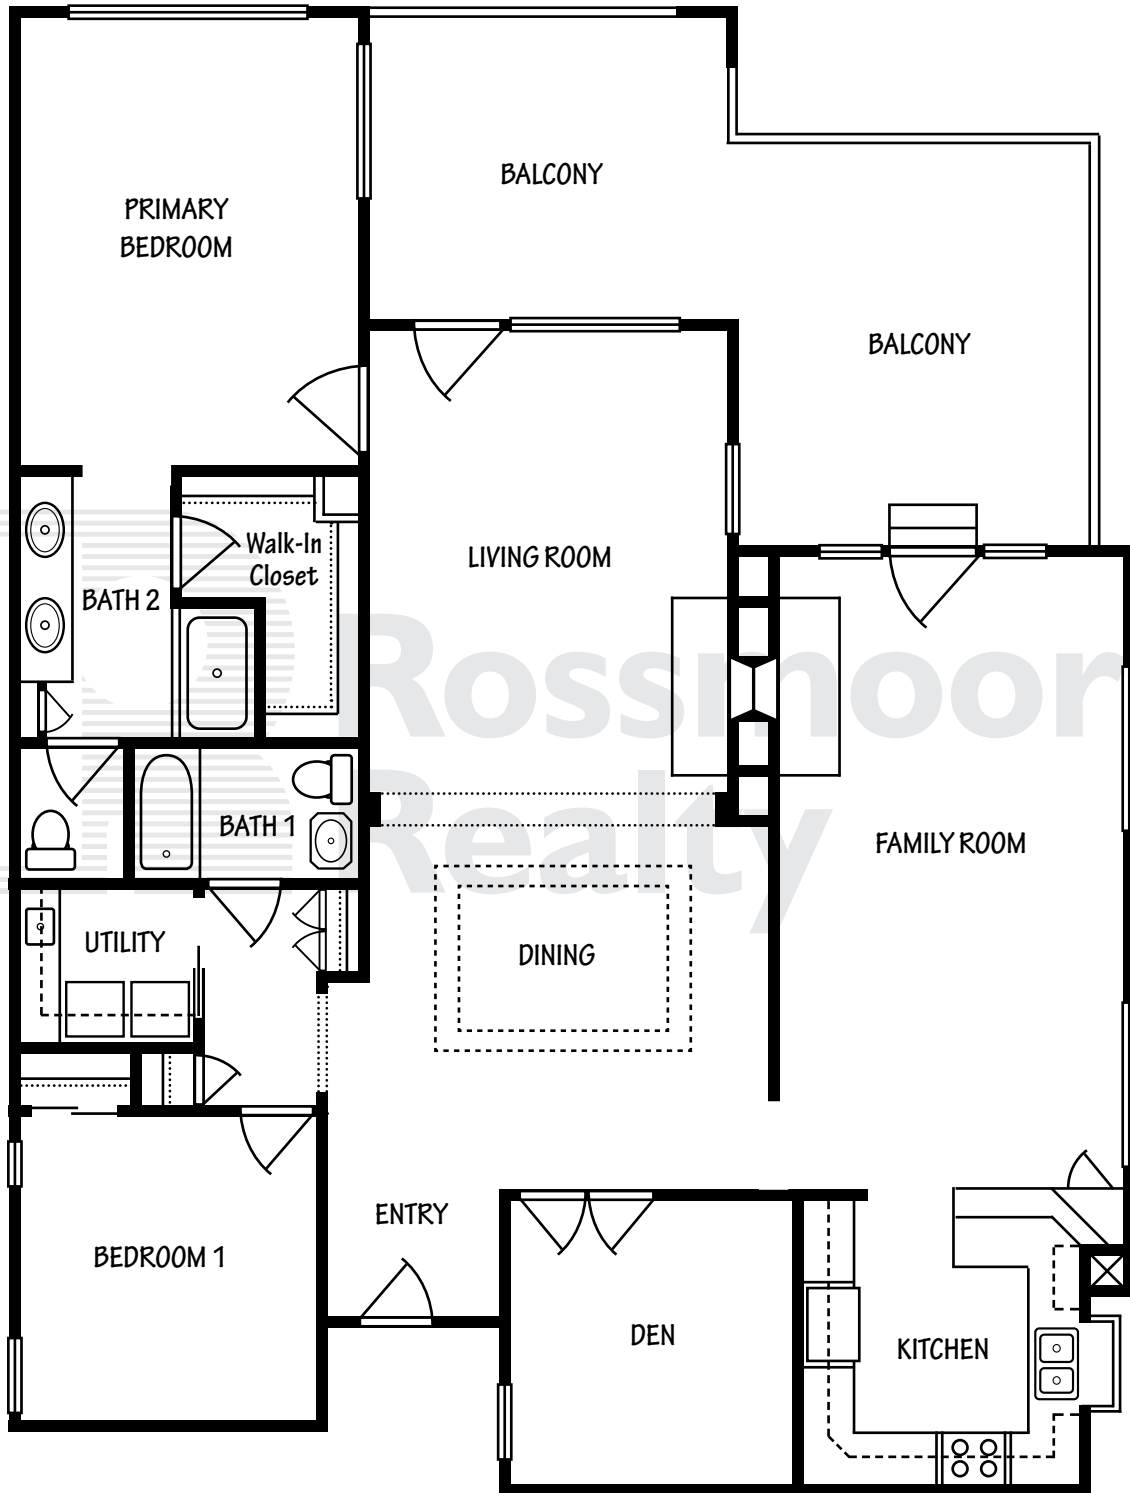 BALCONY
PRIMARY
BEDROOM
BALCONY
LIVING ROOM
Walk-In
Closet
BATH 2
Rossmoor
Realty
BATH 1
FAMILY ROOM
UTILITY
DINING
ENTRY
BEDROOM 1
DEN
KITCHEN